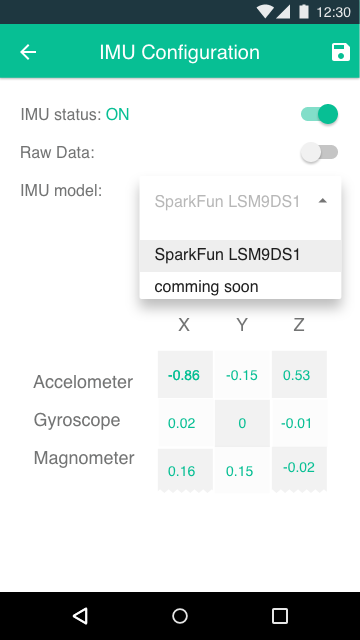 12:30
IMU Configuration
IMU status: ON
Raw Data:
IMU model:
SparkFun LSM9DS1
SparkFun LSM9DS1
comming soon
X Y Z
Accelometer -0.86 -0.15 0.53
Gyroscope 0.02 0 -0.01
Magnometer 0.16 0.15 -0.02